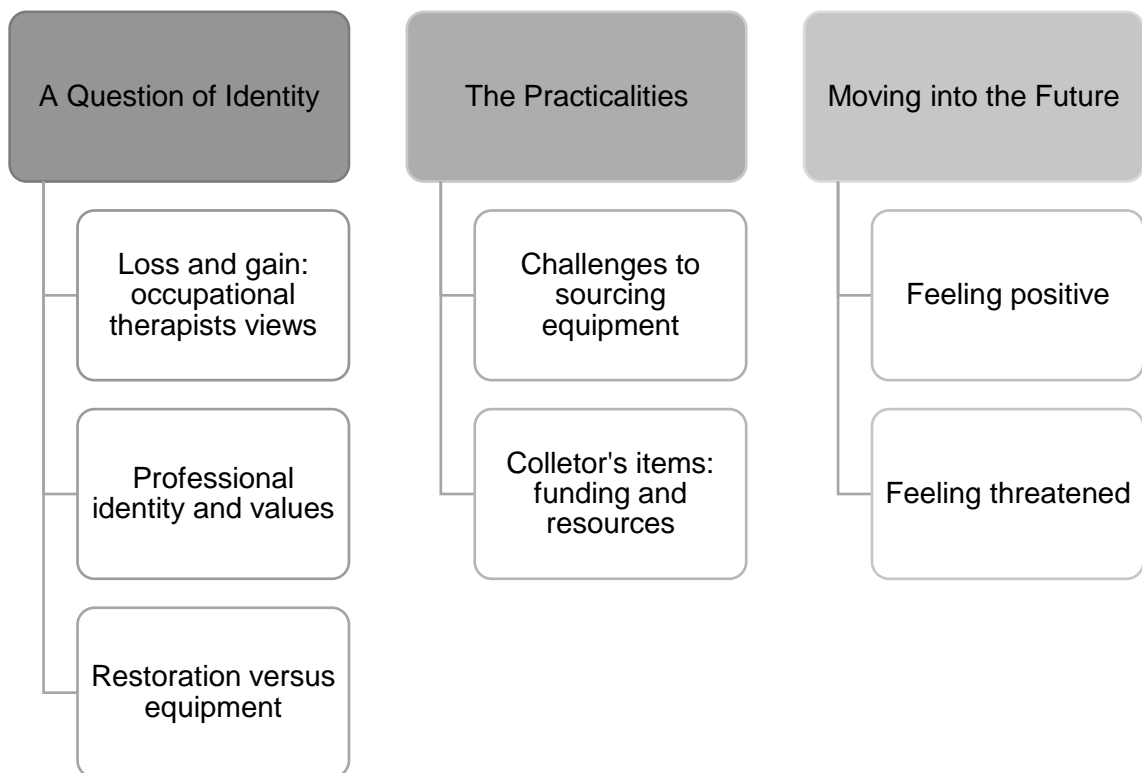 A Question of Identity
Loss and gain:
occupational
therapists views
Professional
identity and values
Restoration versus
equipment
The Practicalities
Challenges to
sourcing
equipment
Colletor's items:
funding and
resources
Moving into the Future
Feeling positive
Feeling threatened